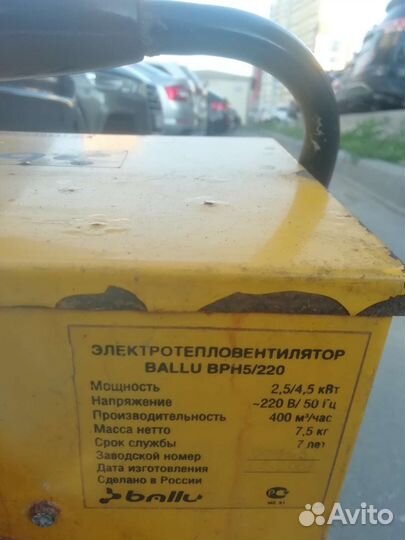 ЭЛЕКТРОТЕПЛОВЕНТИЛЯТОР
BALLU BPH5/220
Мощность 2,5/4,5 кВт
Напряжение ~220 В/ 50 Гц
Производительность 400 м³/час
Масса нетто 7,5 кг
Срок службы 7 лет
Заводской номер
Дата изготовления
Сделано в России
ballu
Avito